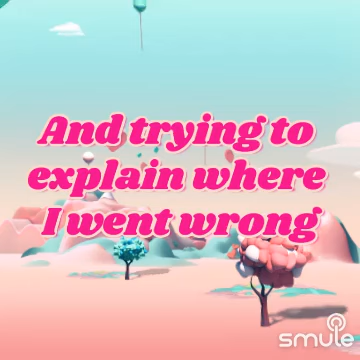 And trying to
explain where
I went wrong
smule